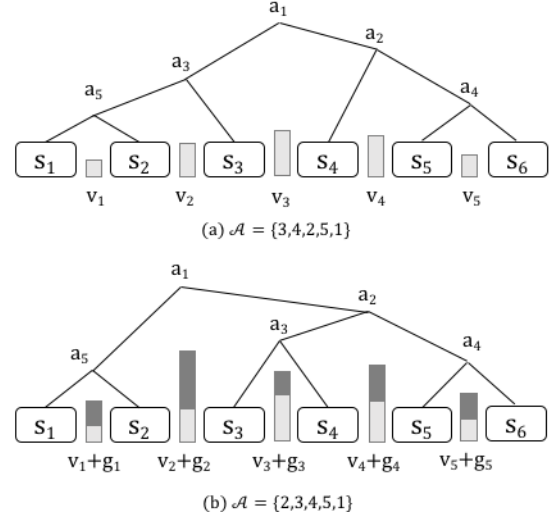 a₁
a₂
a₃
a₄
a₅
S₁ S₂ S₃ S₄ S₅ S₆
v₁ v₂ v₃ v₄ v₅
(a) 𝒜 = {3,4,2,5,1}
a₁
a₂
a₃
a₄
a₅
S₁ S₂ S₃ S₄ S₅ S₆
v₁+g₁ v₂+g₂ v₃+g₃ v₄+g₄ v₅+g₅
(b) 𝒜 = {2,3,4,5,1}